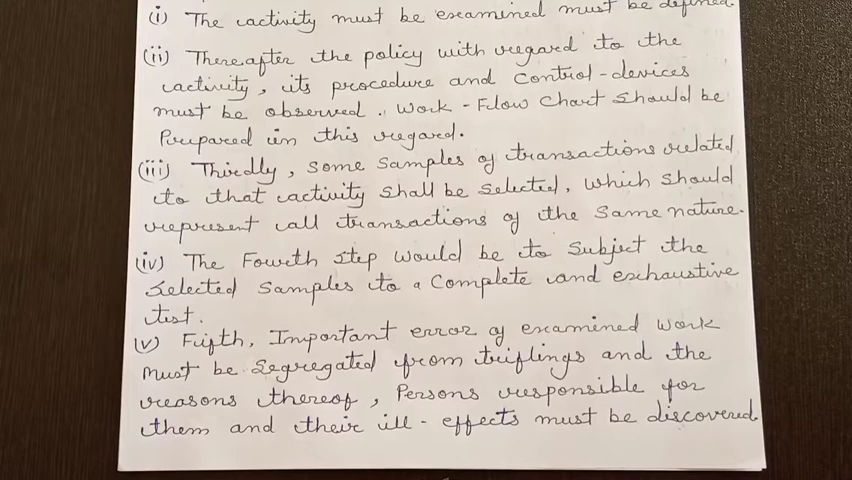 (i) The activity must be examined must be defined.
(ii) Thereafter the policy with regard to the
activity, its procedure and control-devices
must be observed. Work-Flow Chart should be
Prepared in this regard.
(iii) Thirdly, some samples of transactions related
to that activity shall be selected, which should
represent all transactions of the same nature.
(iv) The Fourth step would be to subject the
selected samples to a complete and exhaustive
test.
(v) Fifth, Important error of examined work
must be segregated from triflings and the
reasons thereof, Persons responsible for
them and their ill-effects must be discovered